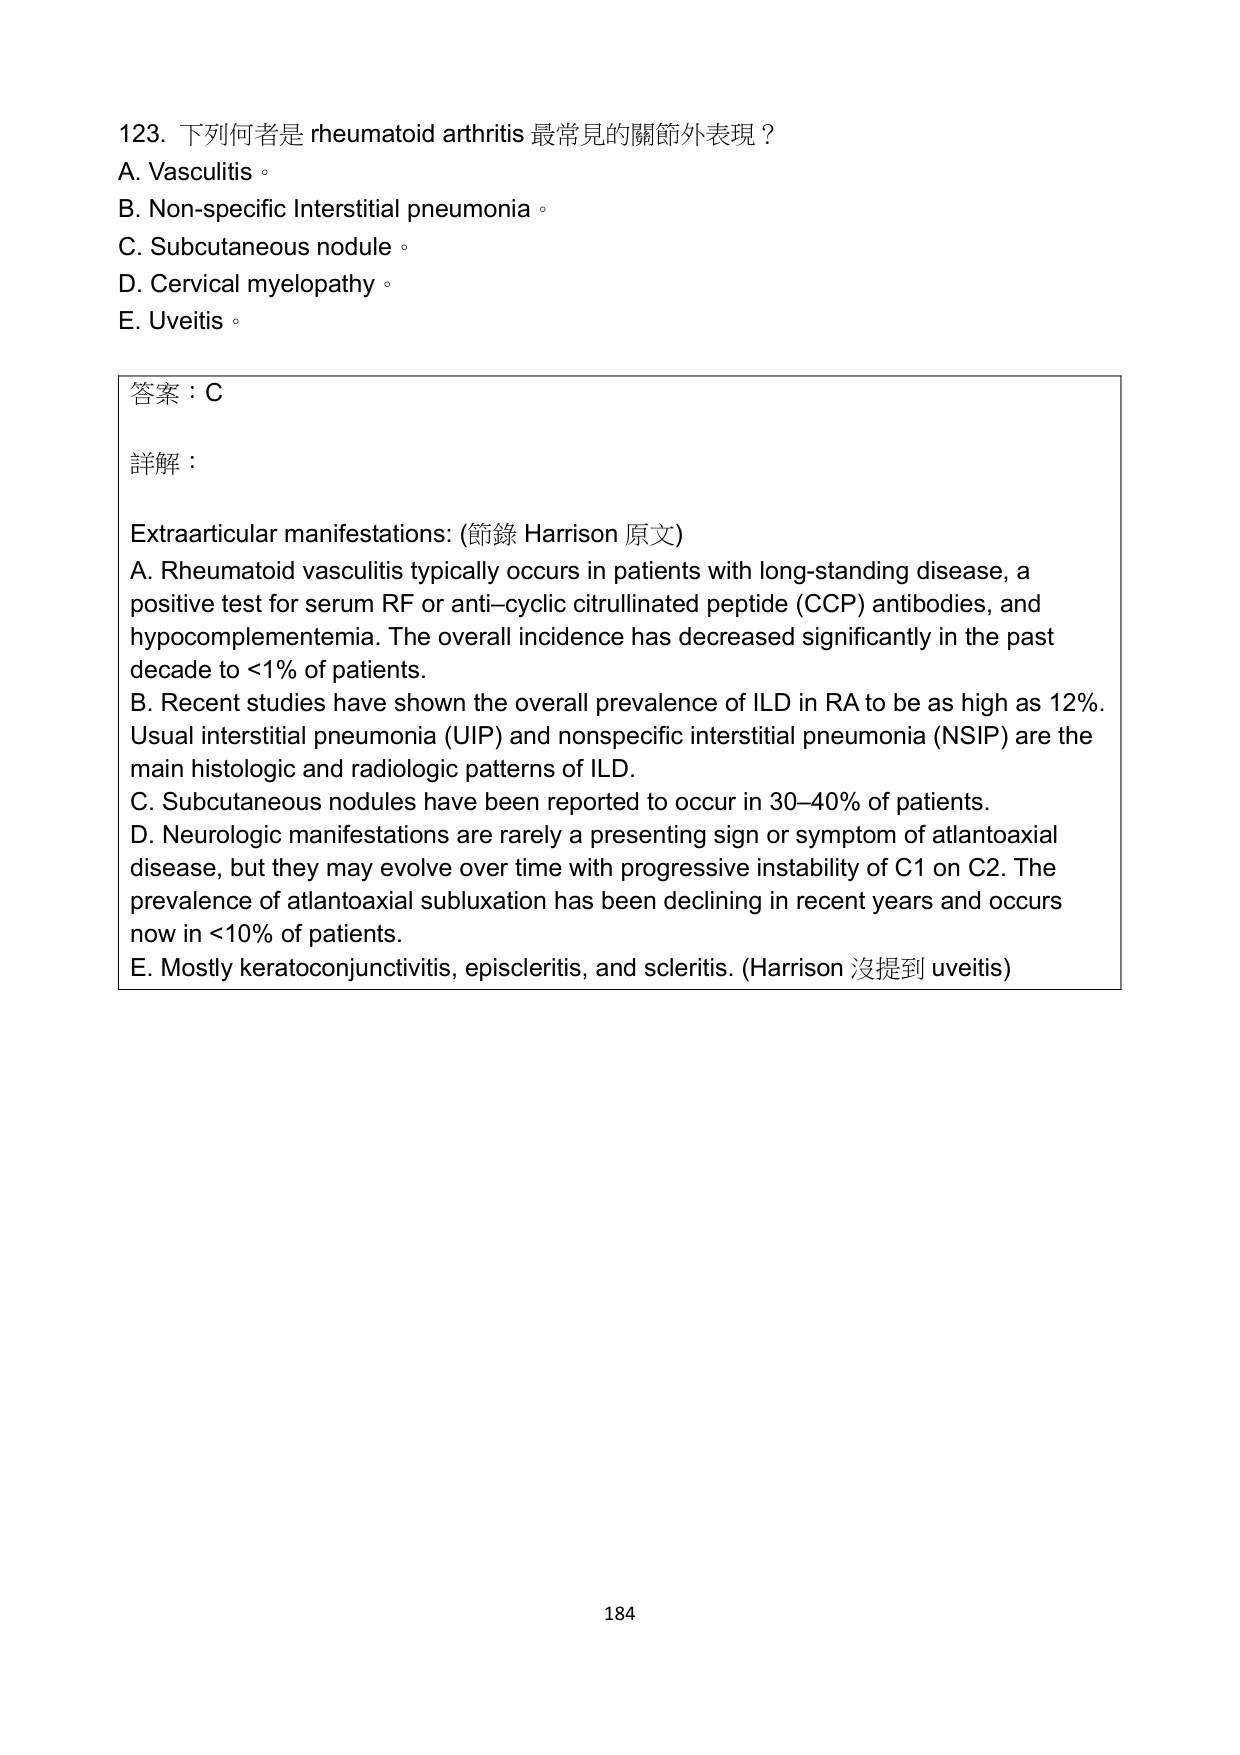 123. 下列何者是 rheumatoid arthritis 最常見的關節外表現？
A. Vasculitis。
B. Non-specific Interstitial pneumonia。
C. Subcutaneous nodule。
D. Cervical myelopathy。
E. Uveitis。
答案：C
詳解：
Extraarticular manifestations: (節錄 Harrison 原文)
A. Rheumatoid vasculitis typically occurs in patients with long-standing disease, a
positive test for serum RF or anti–cyclic citrullinated peptide (CCP) antibodies, and
hypocomplementemia. The overall incidence has decreased significantly in the past
decade to <1% of patients.
B. Recent studies have shown the overall prevalence of ILD in RA to be as high as 12%.
Usual interstitial pneumonia (UIP) and nonspecific interstitial pneumonia (NSIP) are the
main histologic and radiologic patterns of ILD.
C. Subcutaneous nodules have been reported to occur in 30–40% of patients.
D. Neurologic manifestations are rarely a presenting sign or symptom of atlantoaxial
disease, but they may evolve over time with progressive instability of C1 on C2. The
prevalence of atlantoaxial subluxation has been declining in recent years and occurs
now in <10% of patients.
E. Mostly keratoconjunctivitis, episcleritis, and scleritis. (Harrison 沒提到 uveitis)
184